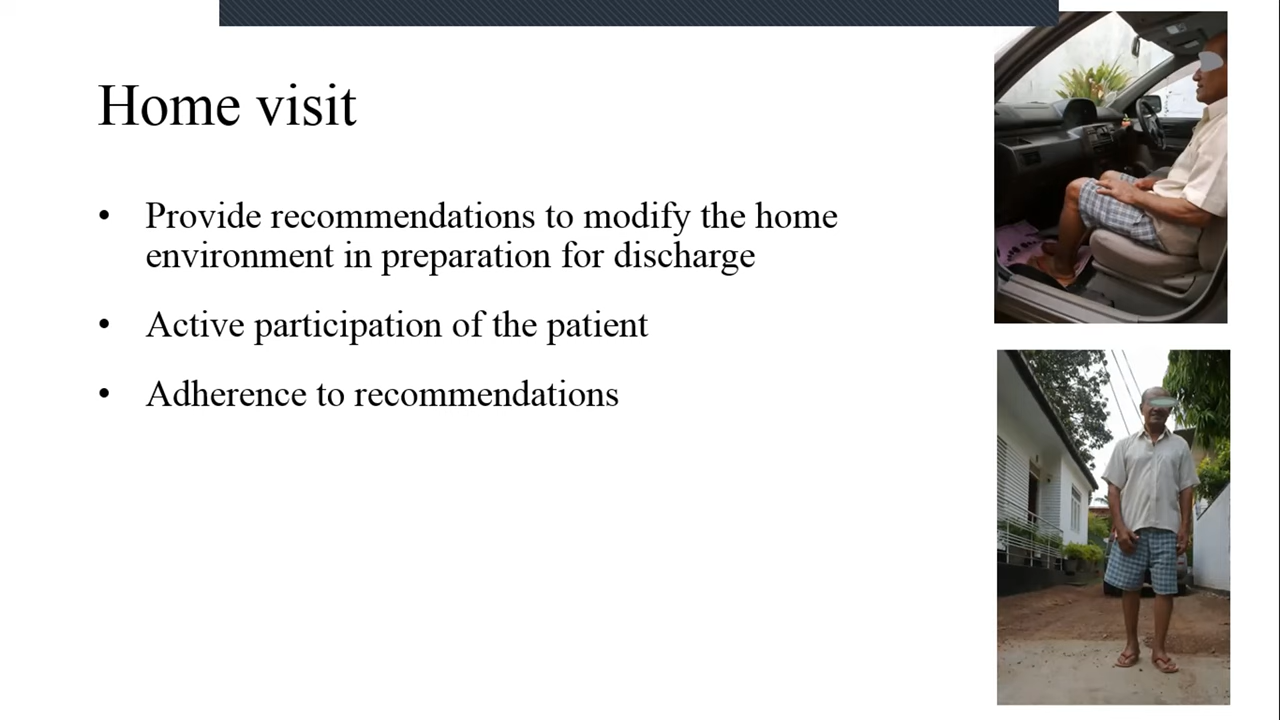 Home visit
• Provide recommendations to modify the home
environment in preparation for discharge
• Active participation of the patient
• Adherence to recommendations